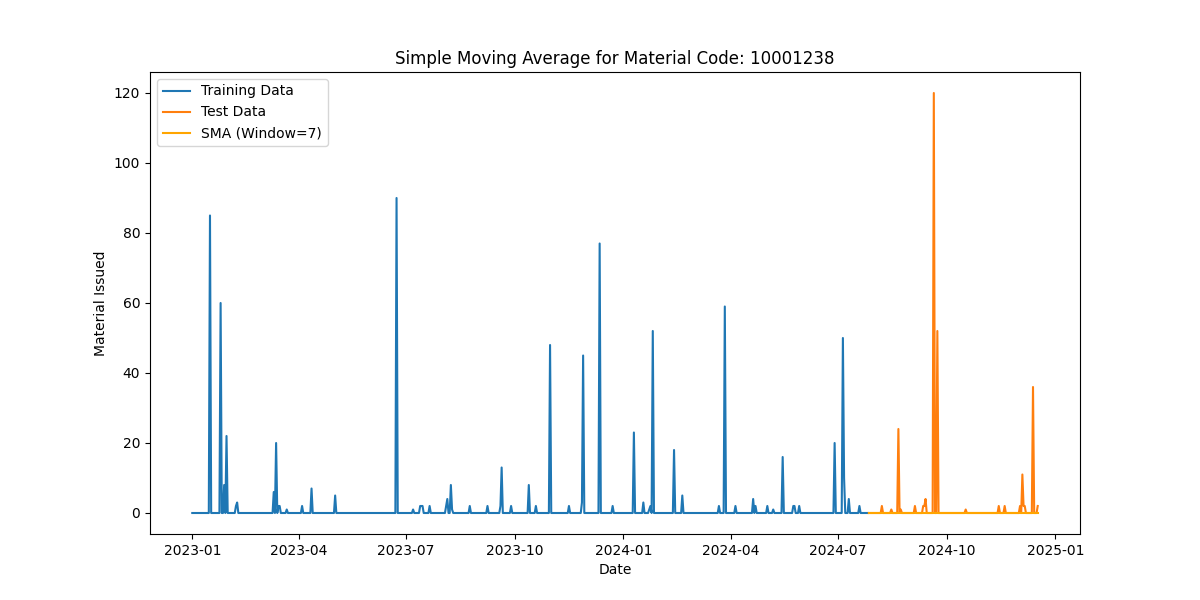 Simple Moving Average for Material Code: 10001238
Training Data
Test Data
SMA (Window=7)
Material Issued
120
100
80
60
40
20
0
2023-01 2023-04 2023-07 2023-10 2024-01 2024-04 2024-07 2024-10 2025-01
Date